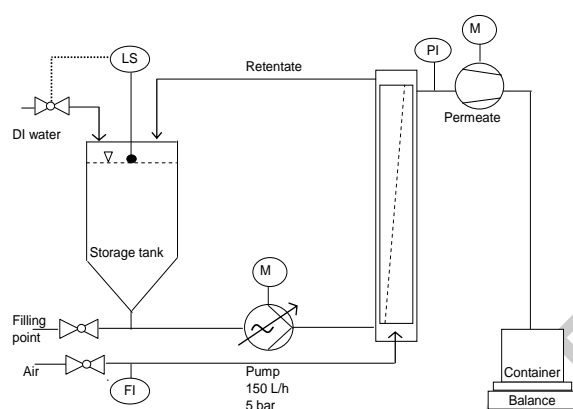 LS
M
PI
Retentate
Permeate
DI water
Storage tank
M
Filling
point
Air
FI
Pump
150 L/h
5 bar
Container
Balance